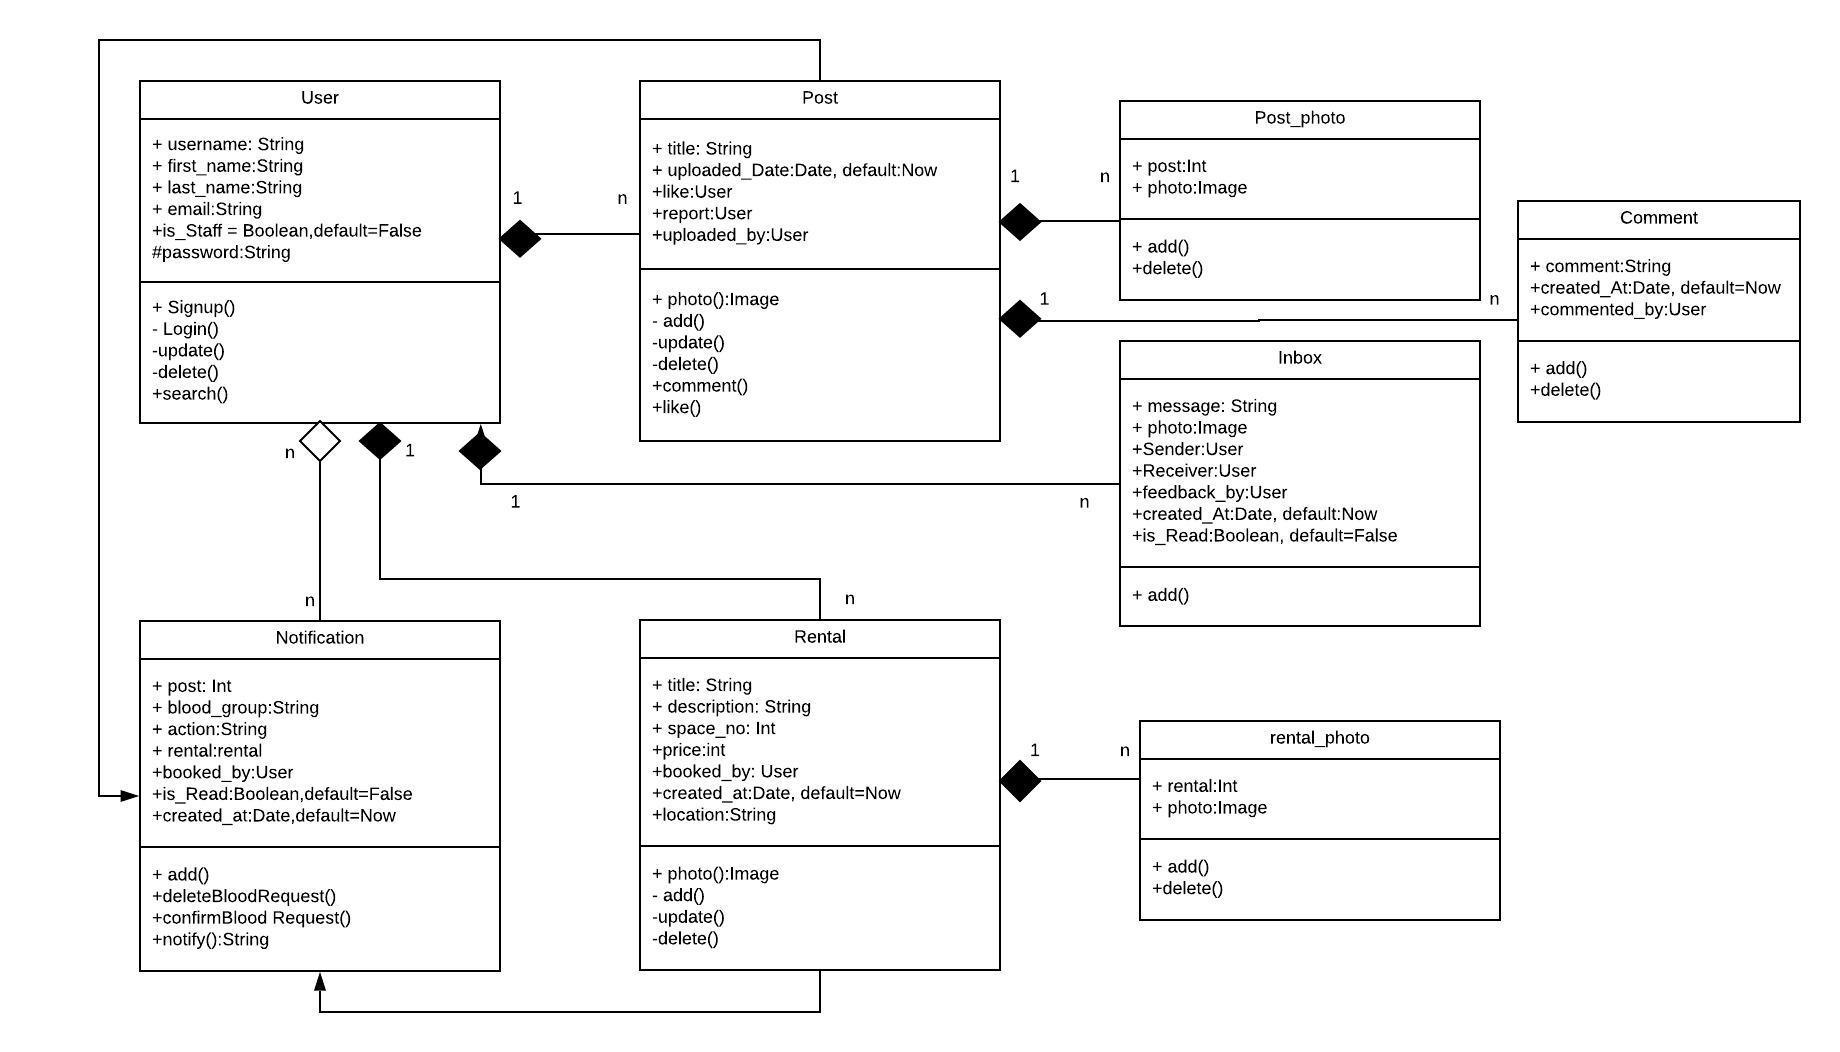 User
+ username: String
+ first_name:String
+ last_name:String
+ email:String
+is_Staff = Boolean,default=False
#password:String
+ Signup()
- Login()
-update()
-delete()
+search()
1
n
Post
+ title: String
+ uploaded_Date:Date, default:Now
+like:User
+report:User
+uploaded_by:User
+ photo():Image
- add()
-update()
-delete()
+comment()
+like()
1
n
Post_photo
+ post:Int
+ photo:Image
+ add()
+delete()
1
n
Comment
+ comment:String
+created_At:Date, default=Now
+commented_by:User
+ add()
+delete()
Inbox
+ message: String
+ photo:Image
+Sender:User
+Receiver:User
+feedback_by:User
+created_At:Date, default:Now
+is_Read:Boolean, default=False
+ add()
n
1
1
n
n
n
Notification
+ post: Int
+ blood_group:String
+ action:String
+ rental:rental
+booked_by:User
+is_Read:Boolean,default=False
+created_at:Date,default=Now
+ add()
+deleteBloodRequest()
+confirmBlood Request()
+notify():String
Rental
+ title: String
+ description: String
+ space_no: Int
+price:int
+booked_by: User
+created_at:Date, default=Now
+location:String
+ photo():Image
- add()
-update()
-delete()
1
n
rental_photo
+ rental:Int
+ photo:Image
+ add()
+delete()